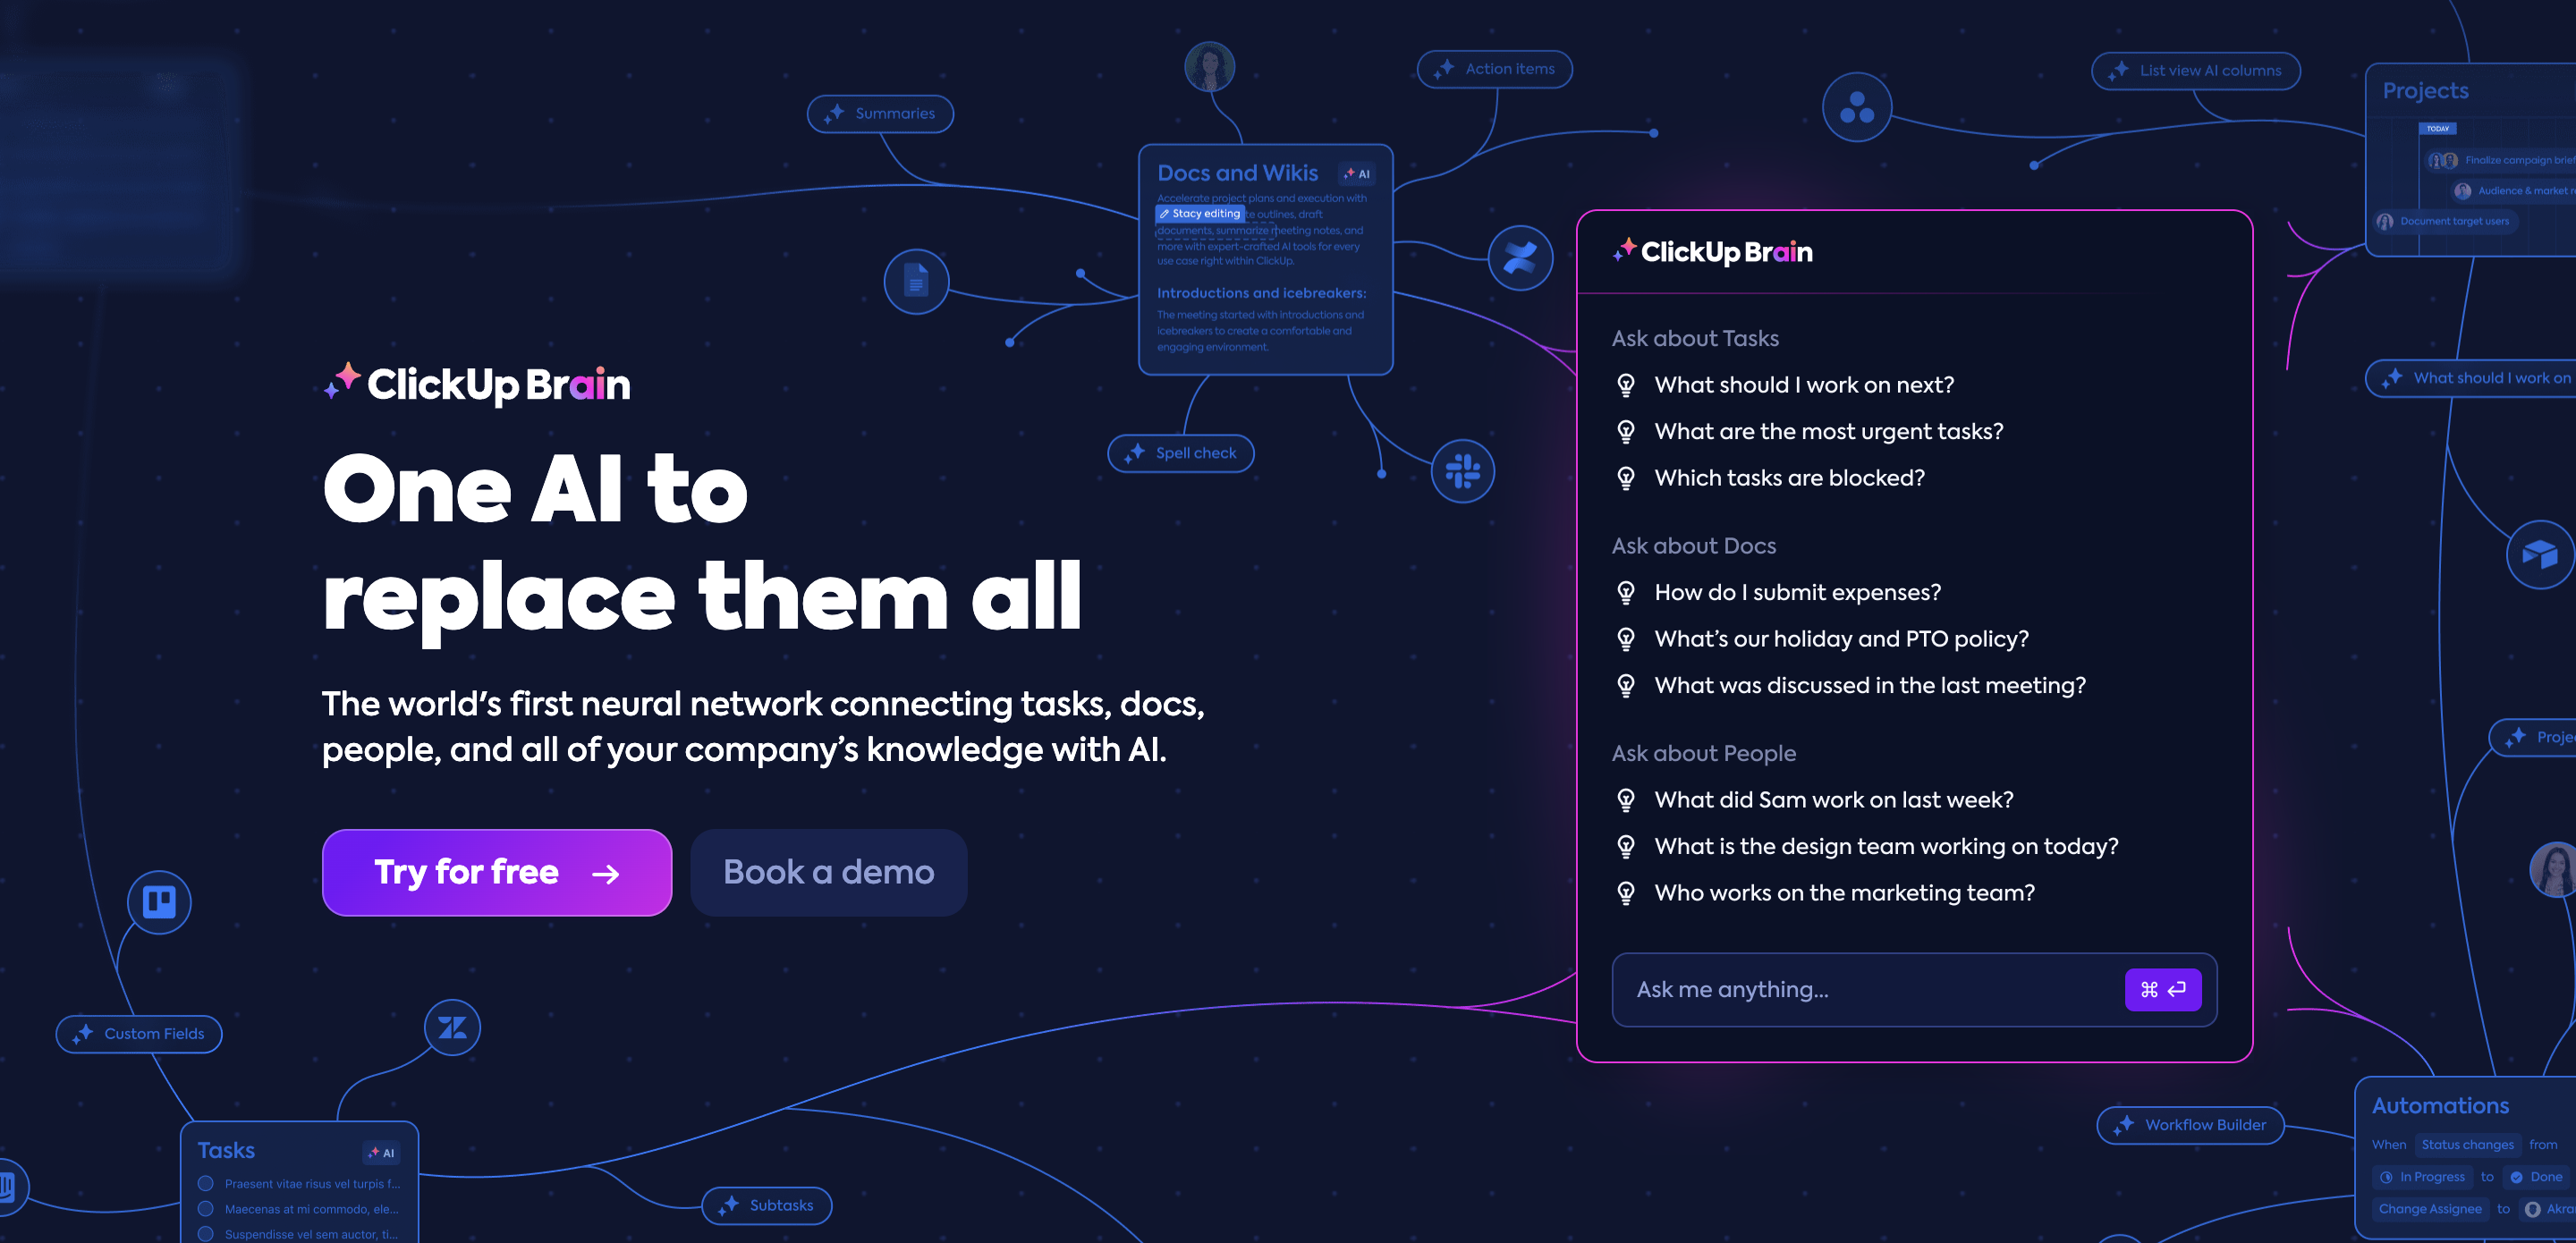 Summaries
Action items
List view AI columns
Projects
TODAY
Finalize campaign brief
Audience & market re
Document target users
Docs and Wikis
AI
Accelerate project plans and execution with
Stacy editing
te outlines, draft
documents, summarize meeting notes, and
more with expert-crafted AI tools for every
use case right within ClickUp.
Introductions and icebreakers:
The meeting started with introductions and
icebreakers to create a comfortable and
engaging environment.
Spell check
ClickUp Brain
One AI to
replace them all
The world's first neural network connecting tasks, docs,
people, and all of your company's knowledge with AI.
Try for free →
Book a demo
ClickUp Brain
Ask about Tasks
What should I work on next?
What are the most urgent tasks?
Which tasks are blocked?
Ask about Docs
How do I submit expenses?
What's our holiday and PTO policy?
What was discussed in the last meeting?
Ask about People
What did Sam work on last week?
What is the design team working on today?
Who works on the marketing team?
Ask me anything...
⌘ ↵
What should I work on
Projec
Custom Fields
Tasks
AI
Praesent vitae risus vel turpis f...
Maecenas at mi commodo, ele...
Suspendisse vel sem auctor, ti...
Subtasks
Workflow Builder
Automations
When Status changes from
In Progress to Done
Change Assignee to Akra